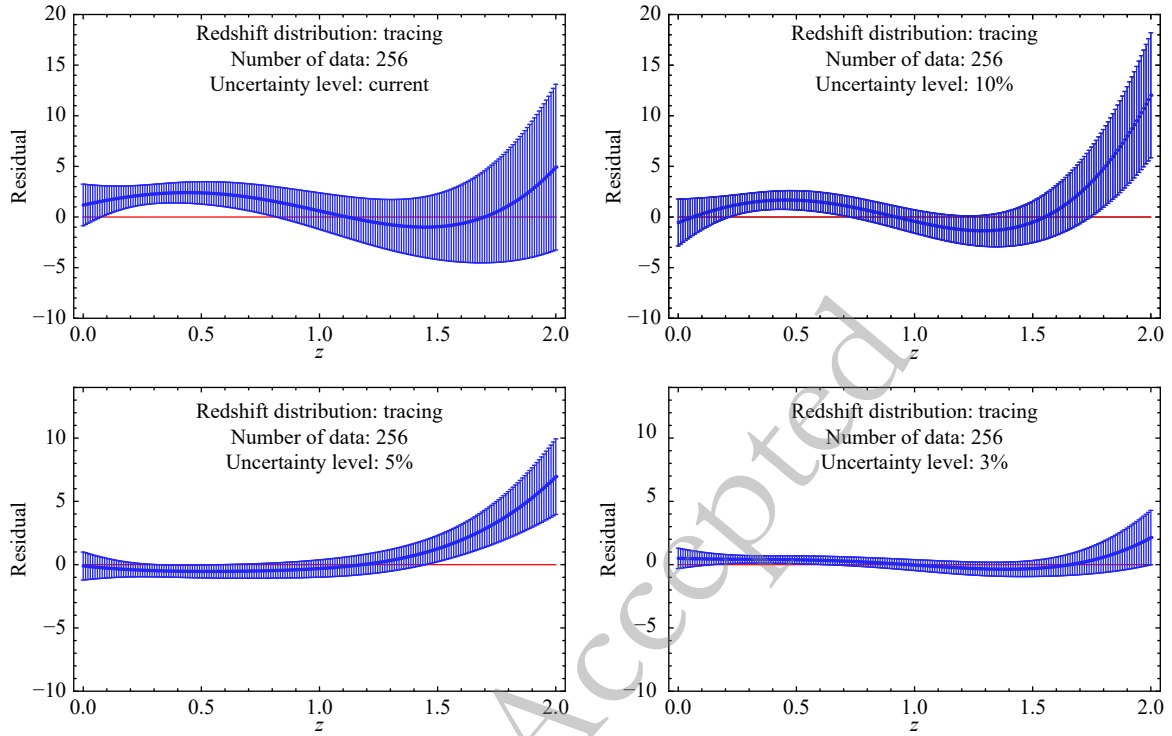 Redshift distribution: tracing
Number of data: 256
Uncertainty level: current
Residual
20
15
10
5
0
−5
−10
0.0 0.5 1.0 1.5 2.0
z
Redshift distribution: tracing
Number of data: 256
Uncertainty level: 10%
Residual
20
15
10
5
0
−5
−10
0.0 0.5 1.0 1.5 2.0
z
Redshift distribution: tracing
Number of data: 256
Uncertainty level: 5%
Residual
10
5
0
−5
−10
0.0 0.5 1.0 1.5 2.0
z
Redshift distribution: tracing
Number of data: 256
Uncertainty level: 3%
Residual
10
5
0
−5
−10
0.0 0.5 1.0 1.5 2.0
z
Accepted